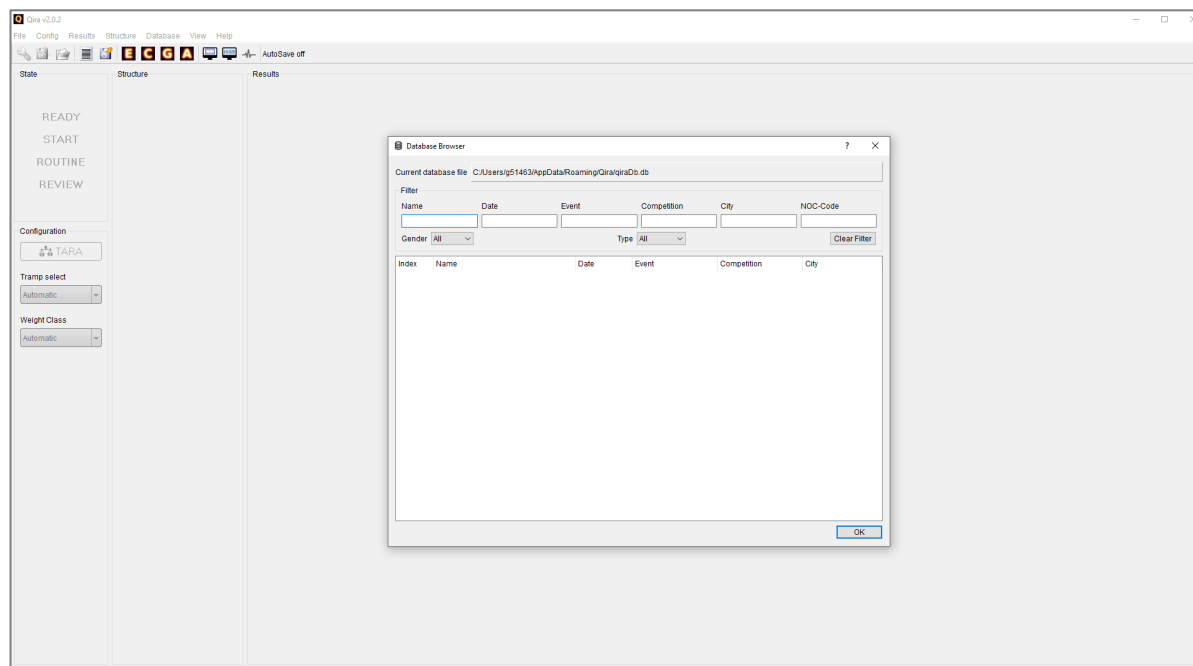 Qira v2.0.2
File Config Results Structure Database View Help
E C G A AutoSave off
State Structure Results
READY
START
ROUTINE
REVIEW
Configuration
TARA
Tramp select
Automatic
Weight Class
Automatic
Database Browser
Current database file C:/Users/g51463/AppData/Roaming/Qira/qiraDb.db
Filter
Name Date Event Competition City NOC-Code
Gender All Type All Clear Filter
Index Name Date Event Competition City
OK